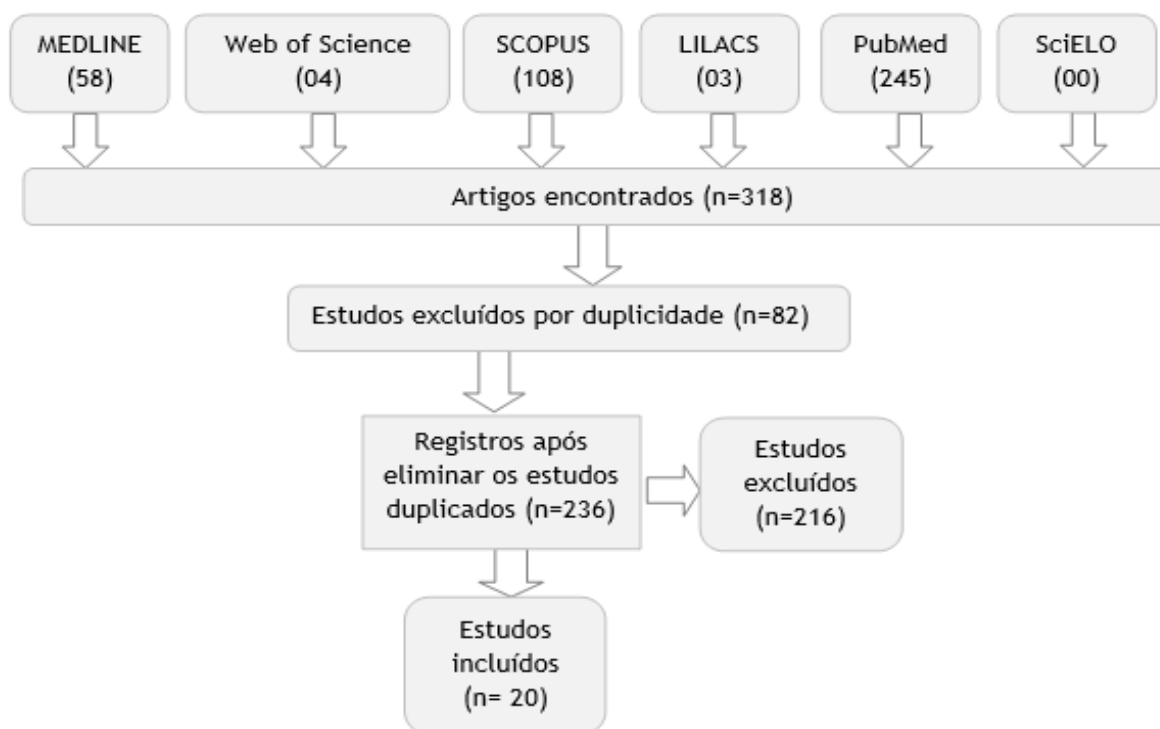 MEDLINE
(58)
Web of Science
(04)
SCOPUS
(108)
LILACS
(03)
PubMed
(245)
SciELO
(00)
Artigos encontrados (n=318)
Estudos excluídos por duplicidade (n=82)
Registros após
eliminar os estudos
duplicados (n=236)
Estudos
excluídos
(n=216)
Estudos
incluídos
(n= 20)